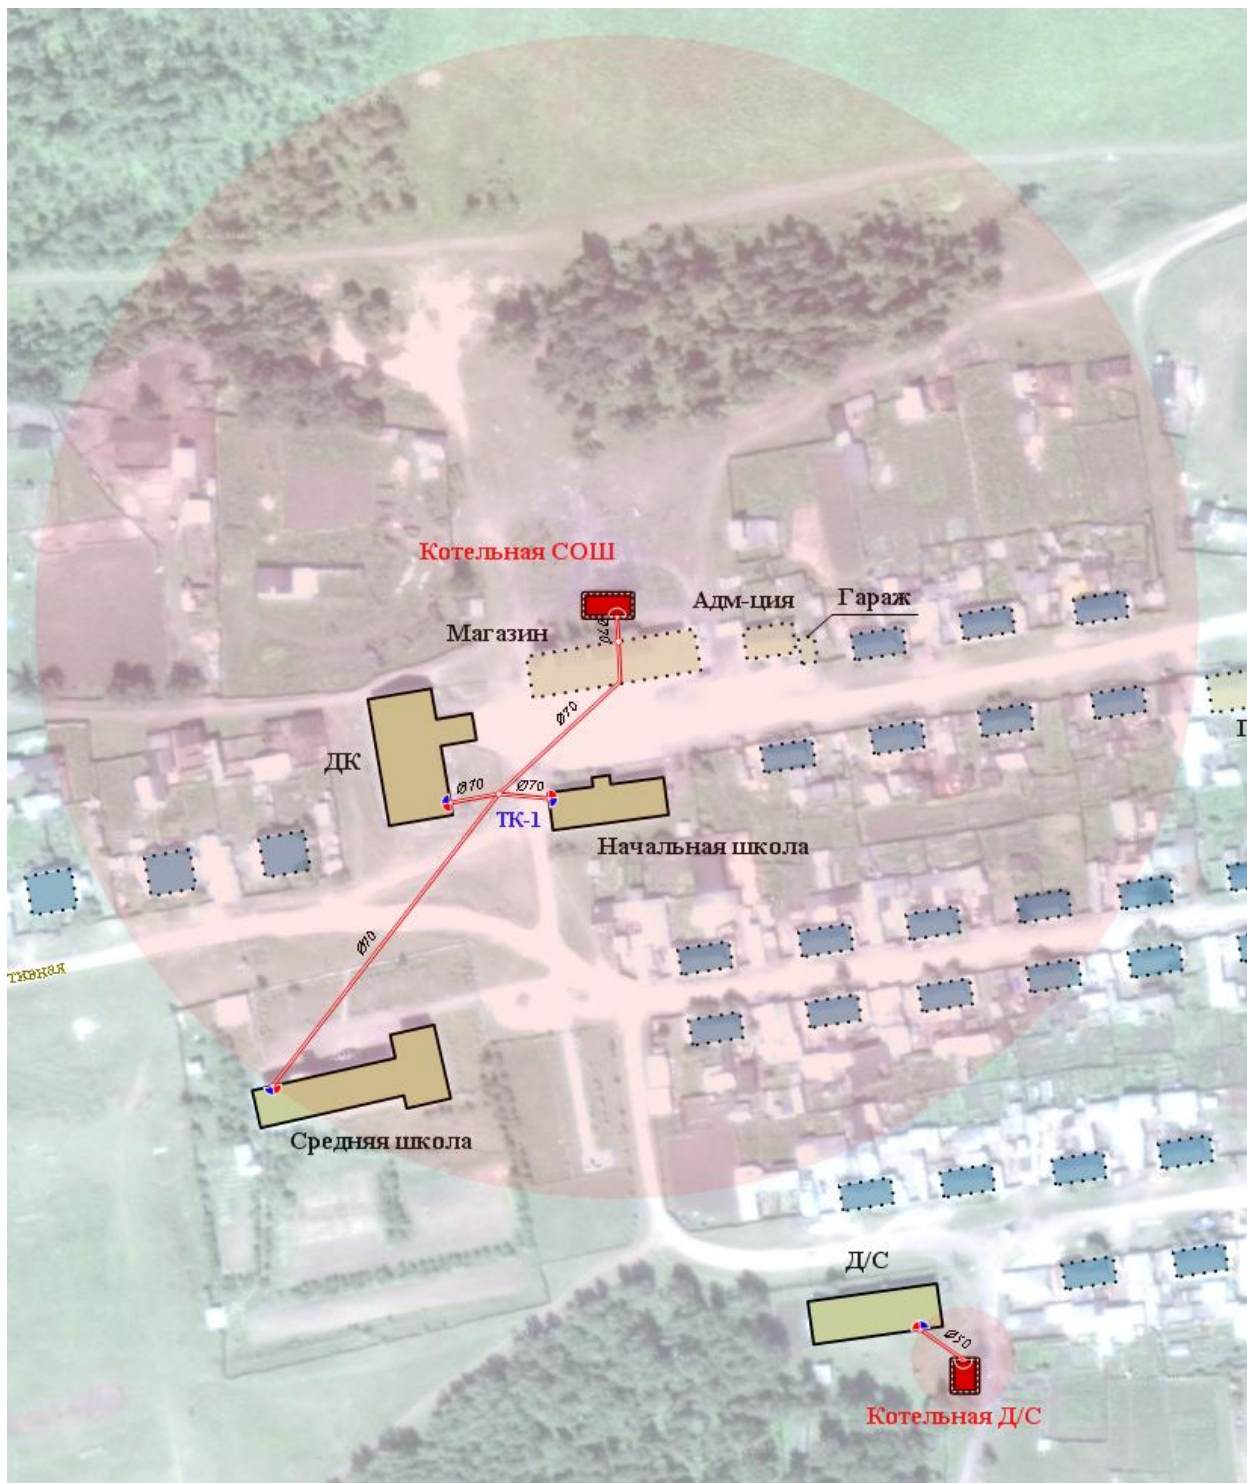 Котельная СОШ
Адм-ция
Гараж
Магазин
Ø70
Ø70
ДК
Ø70
Ø70
ТК-1
Начальная школа
Ø70
тивная
Средняя школа
Д/С
Ø50
Котельная Д/С